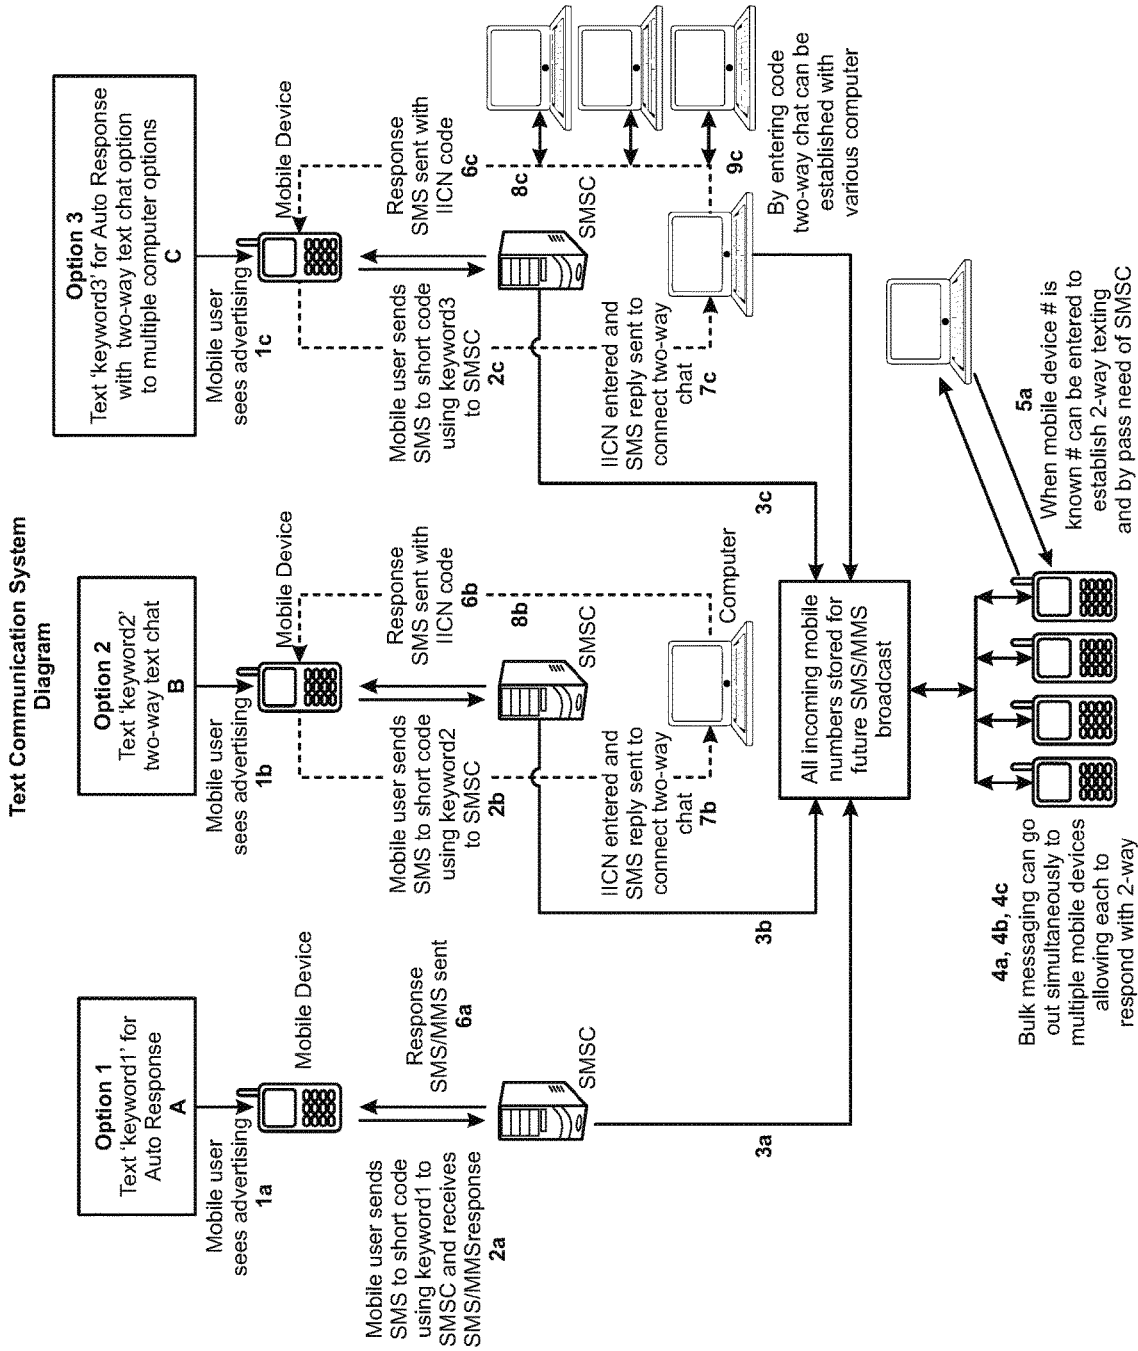 Text Communication System
Diagram
Option 1
Text 'keyword1' for
Auto Response
A
Mobile user
sees advertising
1a
Mobile Device
Mobile user sends
SMS to short code
using keyword1 to
SMSC and receives
SMS/MMSresponse
2a
Response
SMS/MMS sent
6a
SMSC
3a
Option 2
Text 'keyword2'
two-way text chat
B
Mobile user
sees advertising
1b
Mobile Device
Mobile user sends
SMS to short code
using keyword2
to SMSC
2b
Response
SMS sent with
IICN code
6b
8b
SMSC
IICN entered and
SMS reply sent to
connect two-way
chat
7b
Computer
3b
Option 3
Text 'keyword3' for Auto Response
with two-way text chat option
to multiple computer options
C
Mobile user
sees advertising
1c
Mobile Device
Mobile user sends
SMS to short code
using keyword3
to SMSC
2c
Response
SMS sent with
IICN code
6c
8c
SMSC
IICN entered and
SMS reply sent to
connect two-way
chat
7c
9c
By entering code
two-way chat can be
established with
various computer
3c
All incoming mobile
numbers stored for
future SMS/MMS
broadcast
4a, 4b, 4c
Bulk messaging can go
out simultaneously to
multiple mobile devices
allowing each to
respond with 2-way
5a
When mobile device # is
known # can be entered to
establish 2-way texting
and by pass need of SMSC